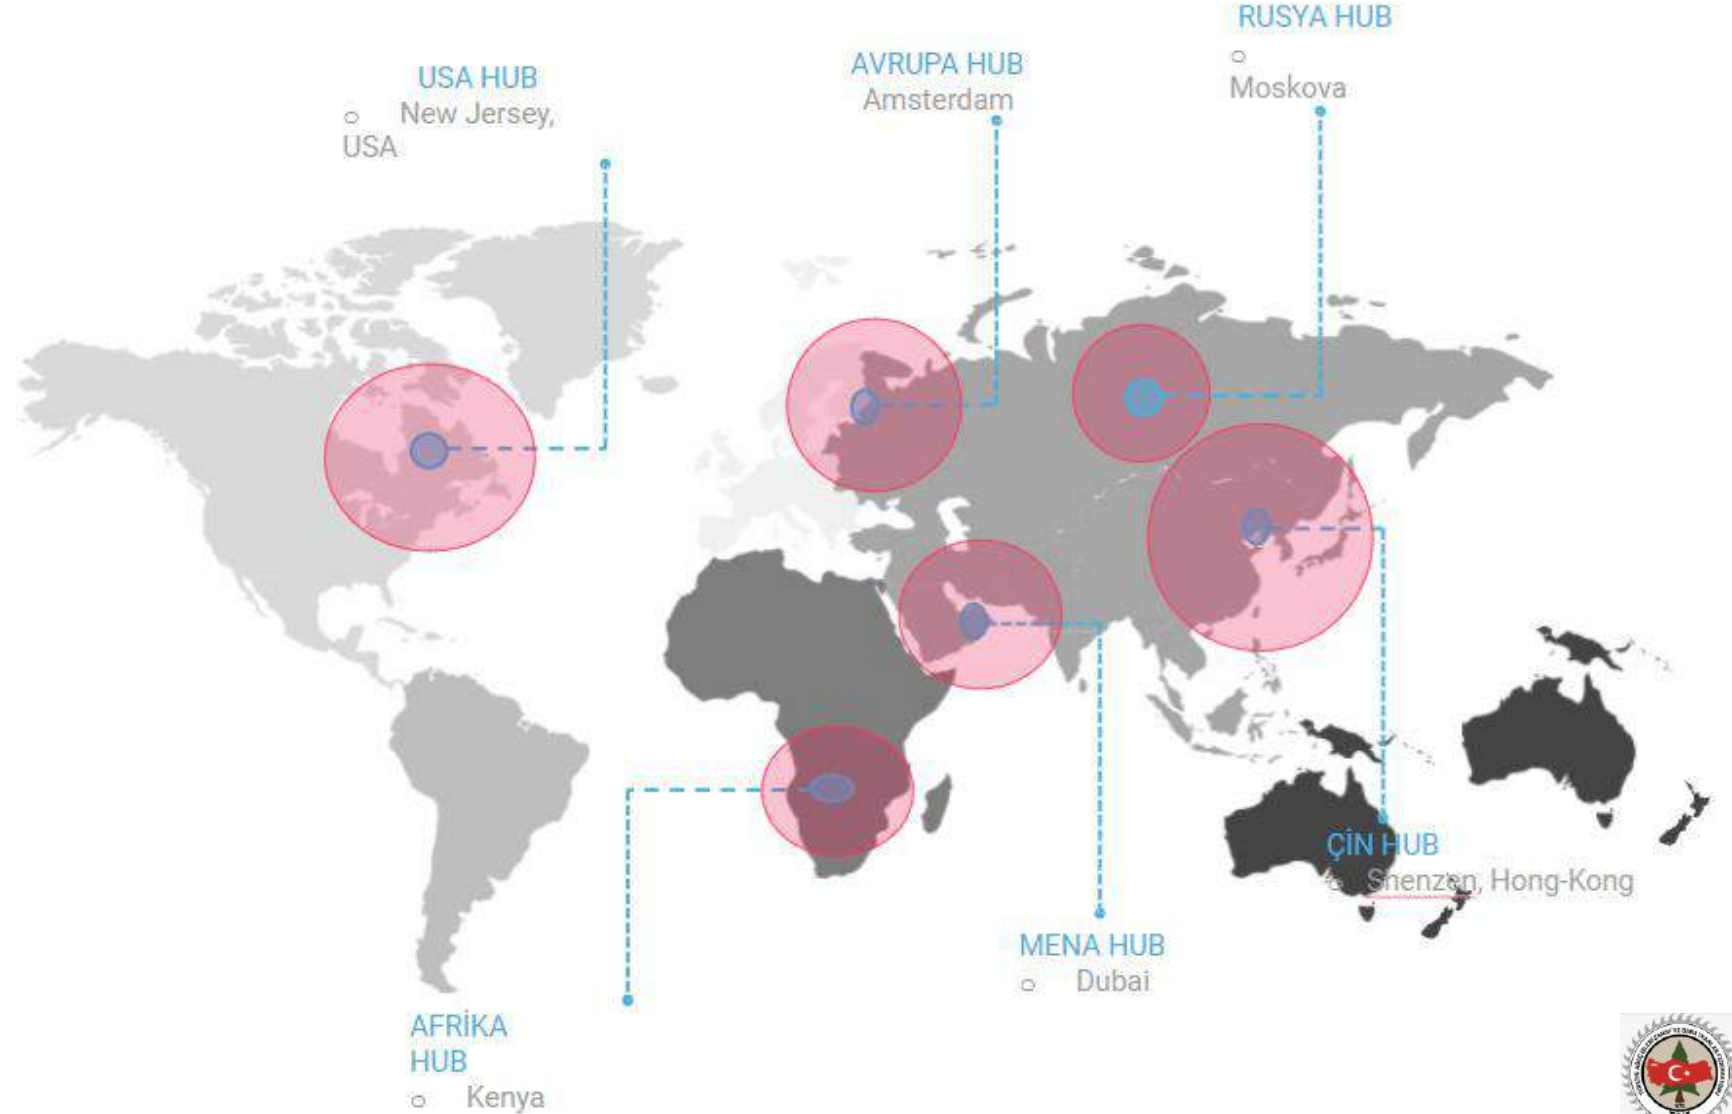 RUSYA HUB
Moskova
AVRUPA HUB
Amsterdam
USA HUB
New Jersey,
USA
ÇİN HUB
Shenzen, Hong-Kong
MENA HUB
Dubai
AFRİKA
HUB
Kenya